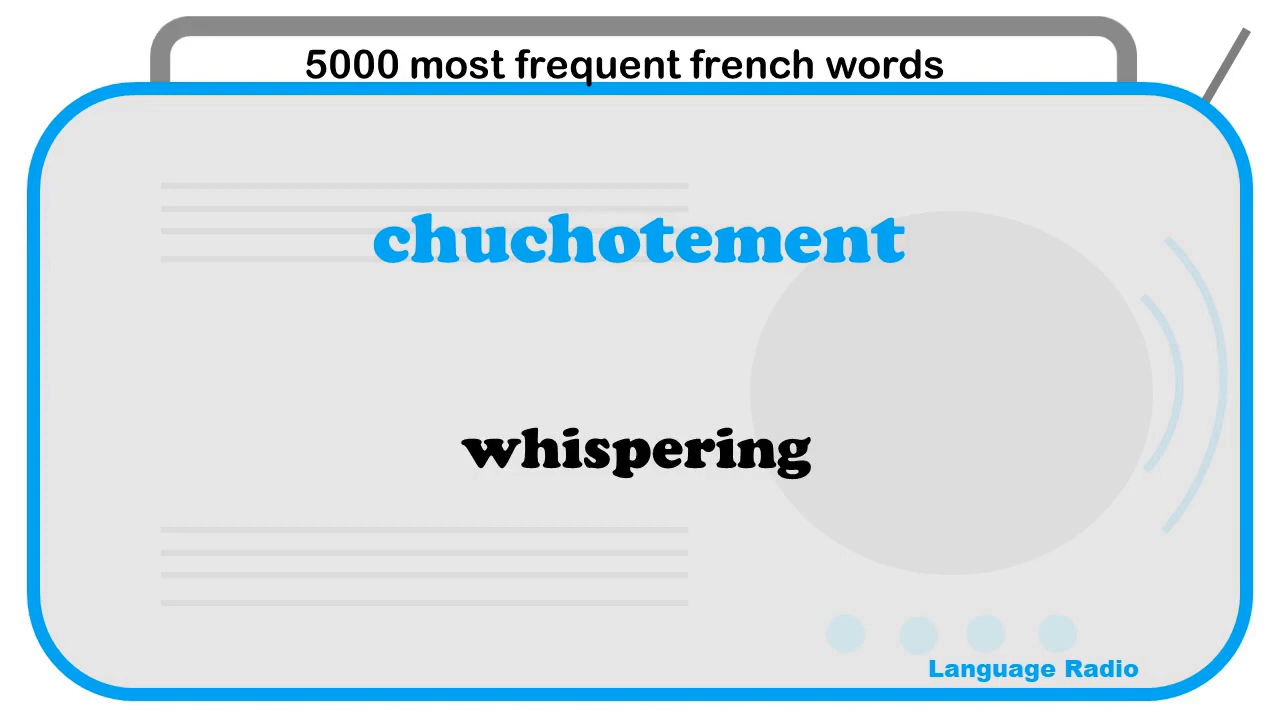 5000 most frequent french words
chuchotement
whispering
Language Radio